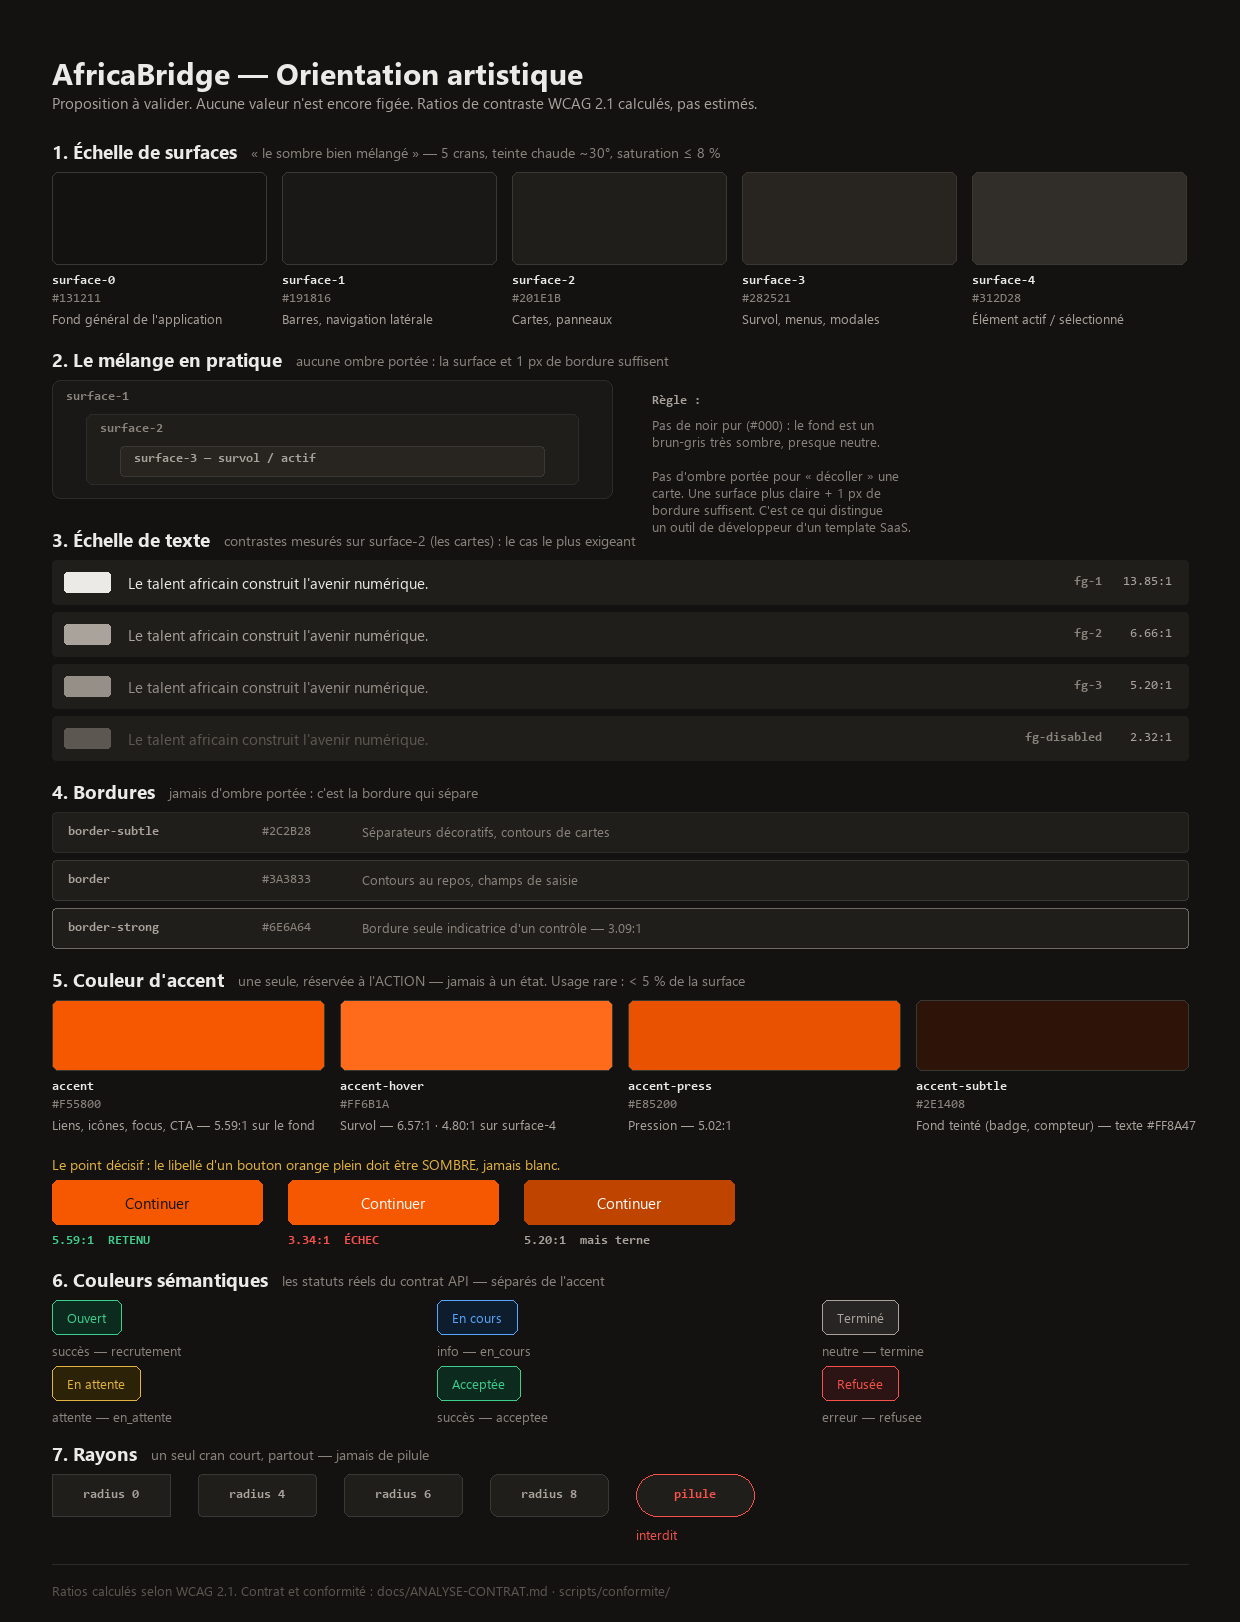 AfricaBridge — Orientation artistique
Proposition à valider. Aucune valeur n'est encore figée. Ratios de contraste WCAG 2.1 calculés, pas estimés.
1. Échelle de surfaces « le sombre bien mélangé » — 5 crans, teinte chaude ~30°, saturation ≤ 8 %
surface-0
#131211
Fond général de l'application
surface-1
#191816
Barres, navigation latérale
surface-2
#201E1B
Cartes, panneaux
surface-3
#282521
Survol, menus, modales
surface-4
#312D28
Élément actif / sélectionné
2. Le mélange en pratique aucune ombre portée : la surface et 1 px de bordure suffisent
surface-1
surface-2
surface-3 — survol / actif
Règle :
Pas de noir pur (#000) : le fond est un
brun-gris très sombre, presque neutre.
Pas d'ombre portée pour « décoller » une
carte. Une surface plus claire + 1 px de
bordure suffisent. C'est ce qui distingue
un outil de développeur d'un template SaaS.
3. Échelle de texte contrastes mesurés sur surface-2 (les cartes) : le cas le plus exigeant
Le talent africain construit l'avenir numérique. fg-1 13.85:1
Le talent africain construit l'avenir numérique. fg-2 6.66:1
Le talent africain construit l'avenir numérique. fg-3 5.20:1
Le talent africain construit l'avenir numérique. fg-disabled 2.32:1
4. Bordures jamais d'ombre portée : c'est la bordure qui sépare
border-subtle #2C2B28 Séparateurs décoratifs, contours de cartes
border #3A3833 Contours au repos, champs de saisie
border-strong #6E6A64 Bordure seule indicatrice d'un contrôle — 3.09:1
5. Couleur d'accent une seule, réservée à l'ACTION — jamais à un état. Usage rare : < 5 % de la surface
accent
#F55800
Liens, icônes, focus, CTA — 5.59:1 sur le fond
accent-hover
#FF6B1A
Survol — 6.57:1 · 4.80:1 sur surface-4
accent-press
#E85200
Pression — 5.02:1
accent-subtle
#2E1408
Fond teinté (badge, compteur) — texte #FF8A47
Le point décisif : le libellé d'un bouton orange plein doit être SOMBRE, jamais blanc.
Continuer
5.59:1 RETENU
Continuer
3.34:1 ÉCHEC
Continuer
5.20:1 mais terne
6. Couleurs sémantiques les statuts réels du contrat API — séparés de l'accent
Ouvert
succès — recrutement
En cours
info — en_cours
Terminé
neutre — termine
En attente
attente — en_attente
Acceptée
succès — acceptee
Refusée
erreur — refusee
7. Rayons un seul cran court, partout — jamais de pilule
radius 0
radius 4
radius 6
radius 8
pilule
interdit
Ratios calculés selon WCAG 2.1. Contrat et conformité : docs/ANALYSE-CONTRAT.md · scripts/conformite/